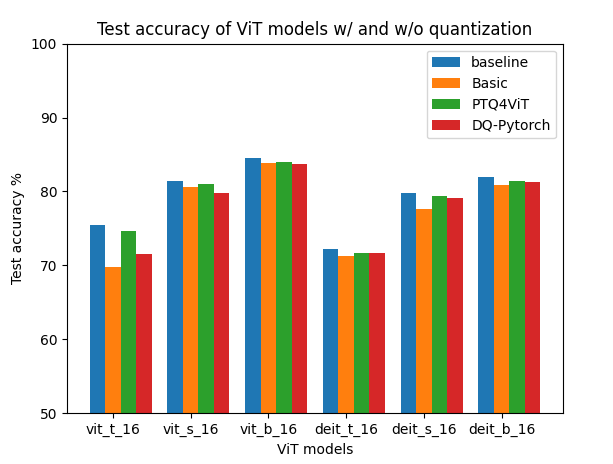 Test accuracy of ViT models w/ and w/o quantization
100
90
80
70
60
50
Test accuracy %
baseline
Basic
PTQ4ViT
DQ-Pytorch
vit_t_16
vit_s_16
vit_b_16
deit_t_16
deit_s_16
deit_b_16
ViT models